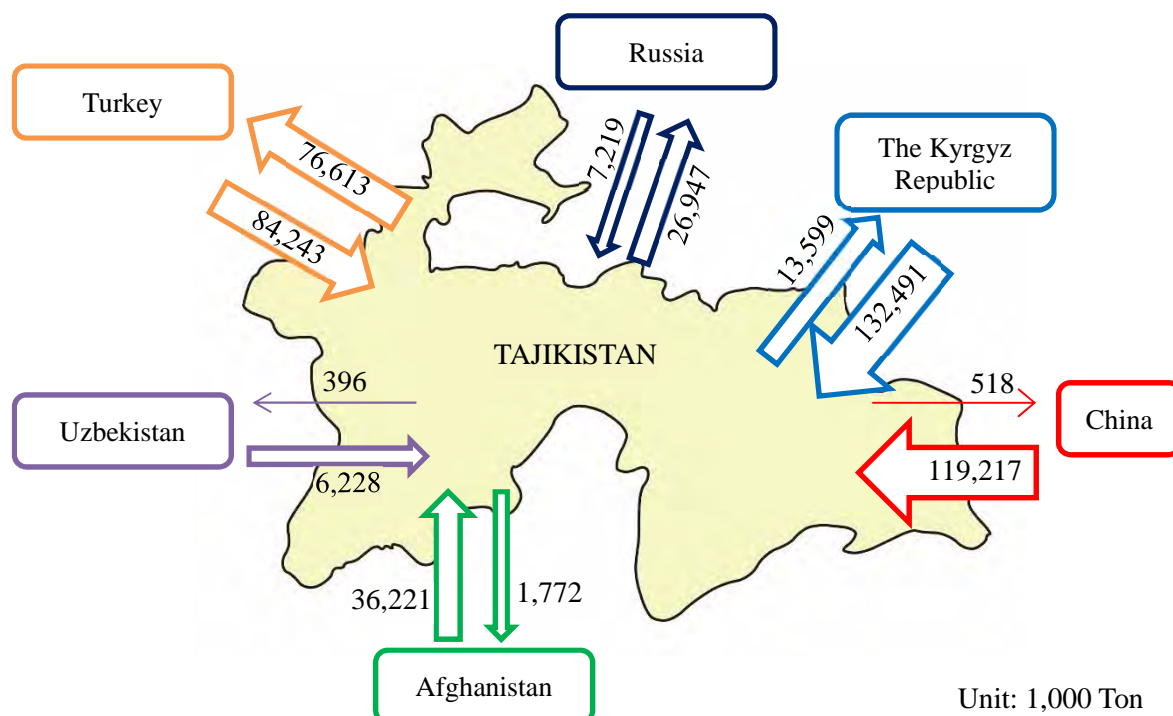 Russia
Turkey
The Kyrgyz
Republic
76,613
84,243
7,219
26,947
13,599
132,491
TAJIKISTAN
396
518
Uzbekistan
China
6,228
119,217
36,221
1,772
Afghanistan
Unit: 1,000 Ton